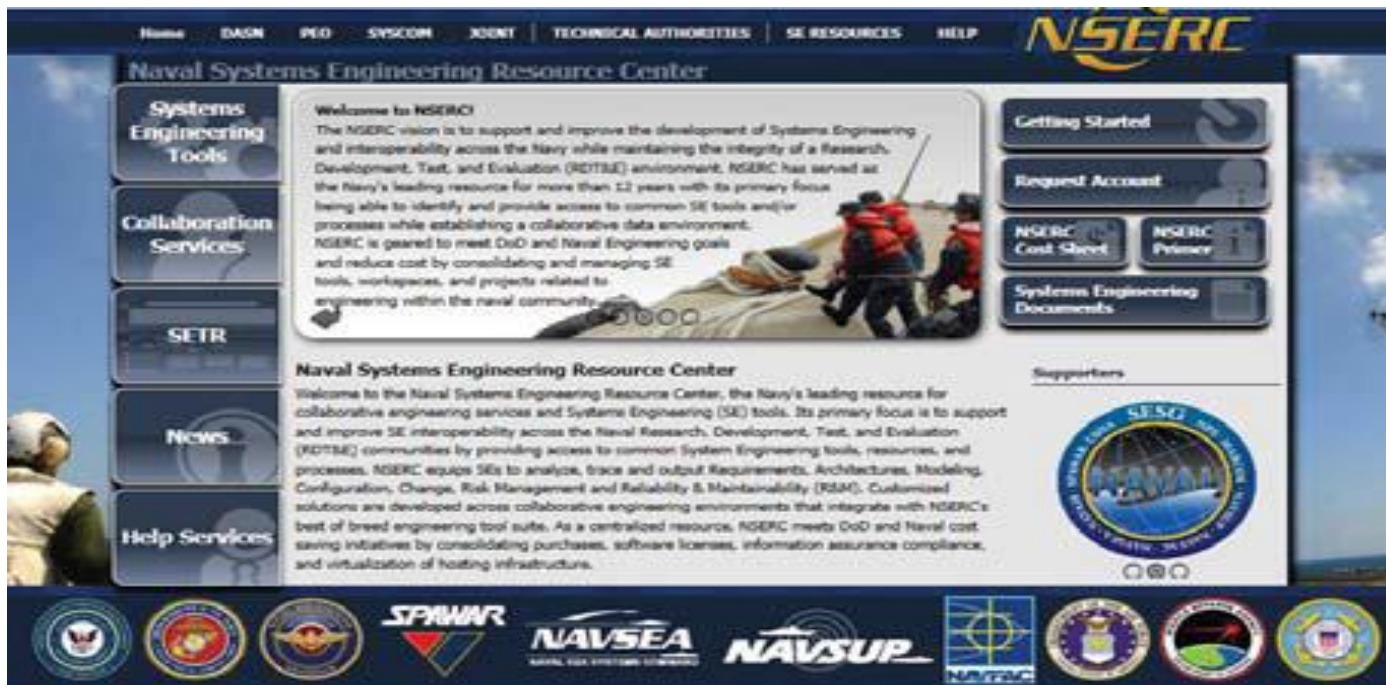 Home DASN PEO SYSCOM JOINT TECHNICAL AUTHORITIES SE RESOURCES HELP
NSERC
Naval Systems Engineering Resource Center
Systems
Engineering
Tools
Collaboration
Services
SETR
News
Help Services
Welcome to NSERC!
The NSERC vision is to support and improve the development of Systems Engineering
and interoperability across the Navy while maintaining the integrity of a Research,
Development, Test, and Evaluation (RDT&E) environment. NSERC has served as
the Navy's leading resource for more than 12 years with its primary focus
being able to identify and provide access to common SE tools and/or
processes while establishing a collaborative data environment.
NSERC is geared to meet DoD and Naval Engineering goals
and reduce cost by consolidating and managing SE
tools, workspaces, and projects related to
engineering within the naval community.
Getting Started
Request Account
NSERC
Cost Sheet
NSERC
Primer
Systems Engineering
Documents
Naval Systems Engineering Resource Center
Welcome to the Naval Systems Engineering Resource Center, the Navy's leading resource for
collaborative engineering services and Systems Engineering (SE) tools. Its primary focus is to support
and improve SE interoperability across the Naval Research, Development, Test, and Evaluation
(RDT&E) communities by providing access to common System Engineering tools, resources, and
processes. NSERC equips SEs to analyze, trace and output Requirements, Architectures, Modeling,
Configuration, Change, Risk Management and Reliability & Maintainability (R&M). Customized
solutions are developed across collaborative engineering environments that integrate with NSERC's
best of breed engineering tool suite. As a centralized resource, NSERC meets DoD and Naval cost
saving initiatives by consolidating purchases, software licenses, information assurance compliance,
and virtualization of hosting infrastructure.
Supporters
SESG
NAVAL
SPAWAR
NAVSEA
NAVAL SEA SYSTEMS COMMAND
NAVSUP
NAVFAC